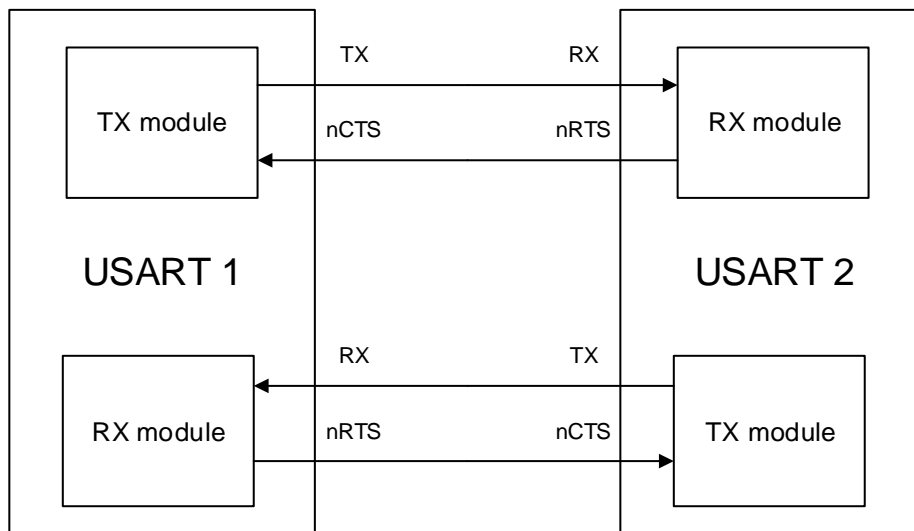 TX RX
TX module RX module
nCTS nRTS
USART 1 USART 2
RX TX
RX module TX module
nRTS nCTS